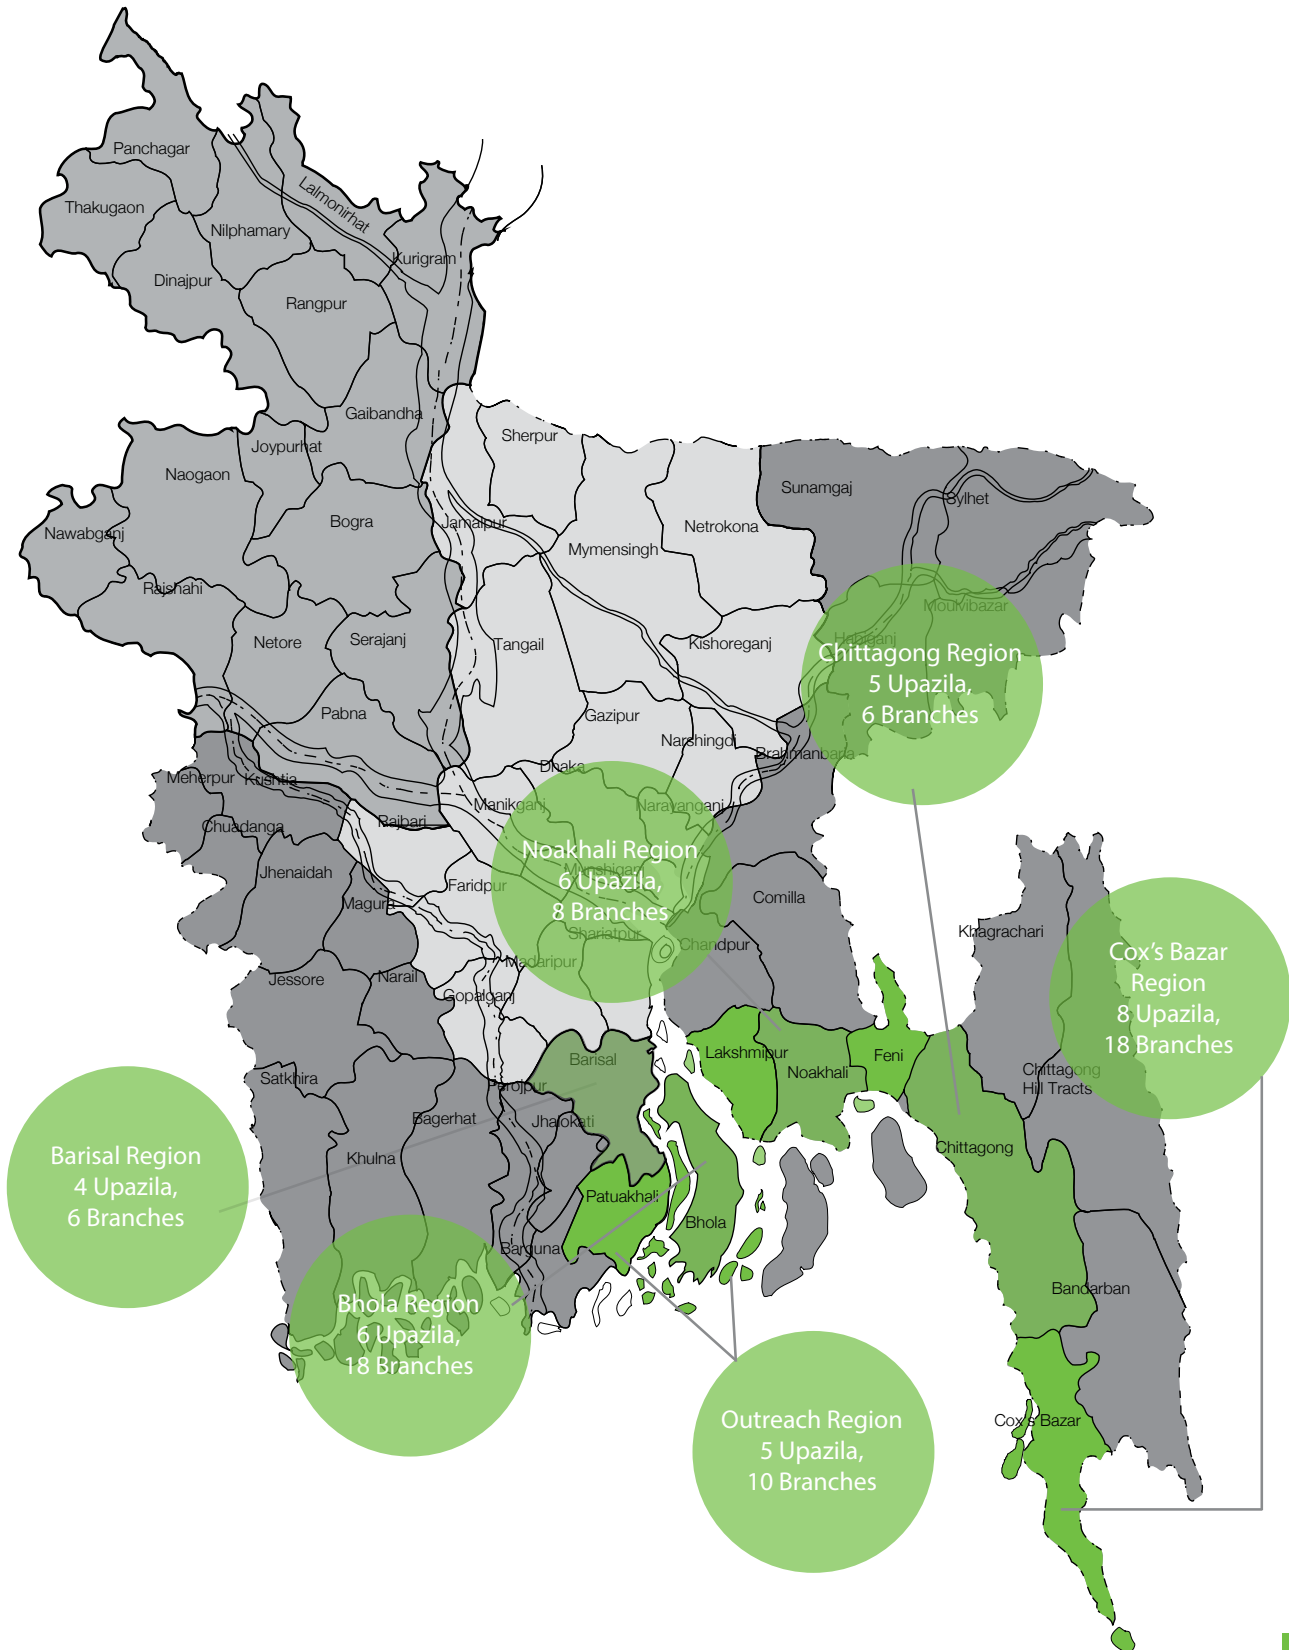 Panchagar
Thakugaon
Lalmonirhat
Nilphamary
Kurigram
Dinajpur
Rangpur
Gaibandha
Joypurhat
Naogaon
Sherpur
Sunamgaj
Sylhet
Nawabganj
Bogra
Jamalpur
Netrokona
Mymensingh
Rajshahi
Moulvibazar
Netore
Serajanj
Tangail
Kishoreganj
Habiganj
Chittagong Region
5 Upazila,
6 Branches
Pabna
Gazipur
Narshingdi
Brahmanbaria
Dhaka
Meherpur
Kushtia
Manikganj
Narayanganj
Chuadanga
Rajbari
Noakhali Region
6 Upazila,
8 Branches
Munshiganj
Jhenaidah
Faridpur
Magura
Comilla
Shariatpur
Chandpur
Khagrachari
Cox's Bazar
Region
8 Upazila,
18 Branches
Madaripur
Jessore
Narail
Gopalganj
Barisal
Lakshmipur
Noakhali
Feni
Chittagong
Hill Tracts
Satkhira
Perojpur
Bagerhat
Jhalokati
Khulna
Chittagong
Barisal Region
4 Upazila,
6 Branches
Patuakhali
Bhola
Barguna
Bandarban
Bhola Region
6 Upazila,
18 Branches
Outreach Region
5 Upazila,
10 Branches
Cox's Bazar